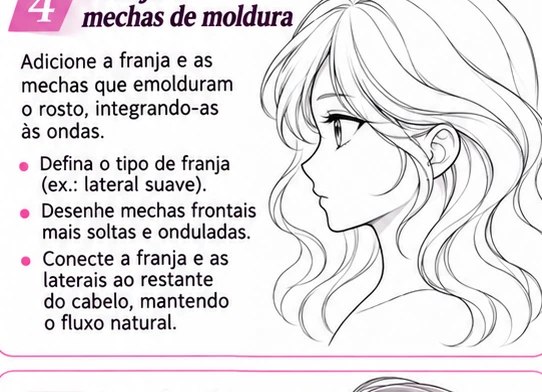 4
mechas de moldura
Adicione a franja e as
mechas que emolduram
o rosto, integrando-as
às ondas.
Defina o tipo de franja
(ex.: lateral suave).
Desenhe mechas frontais
mais soltas e onduladas.
Conecte a franja e as
laterais ao restante
do cabelo, mantendo
o fluxo natural.